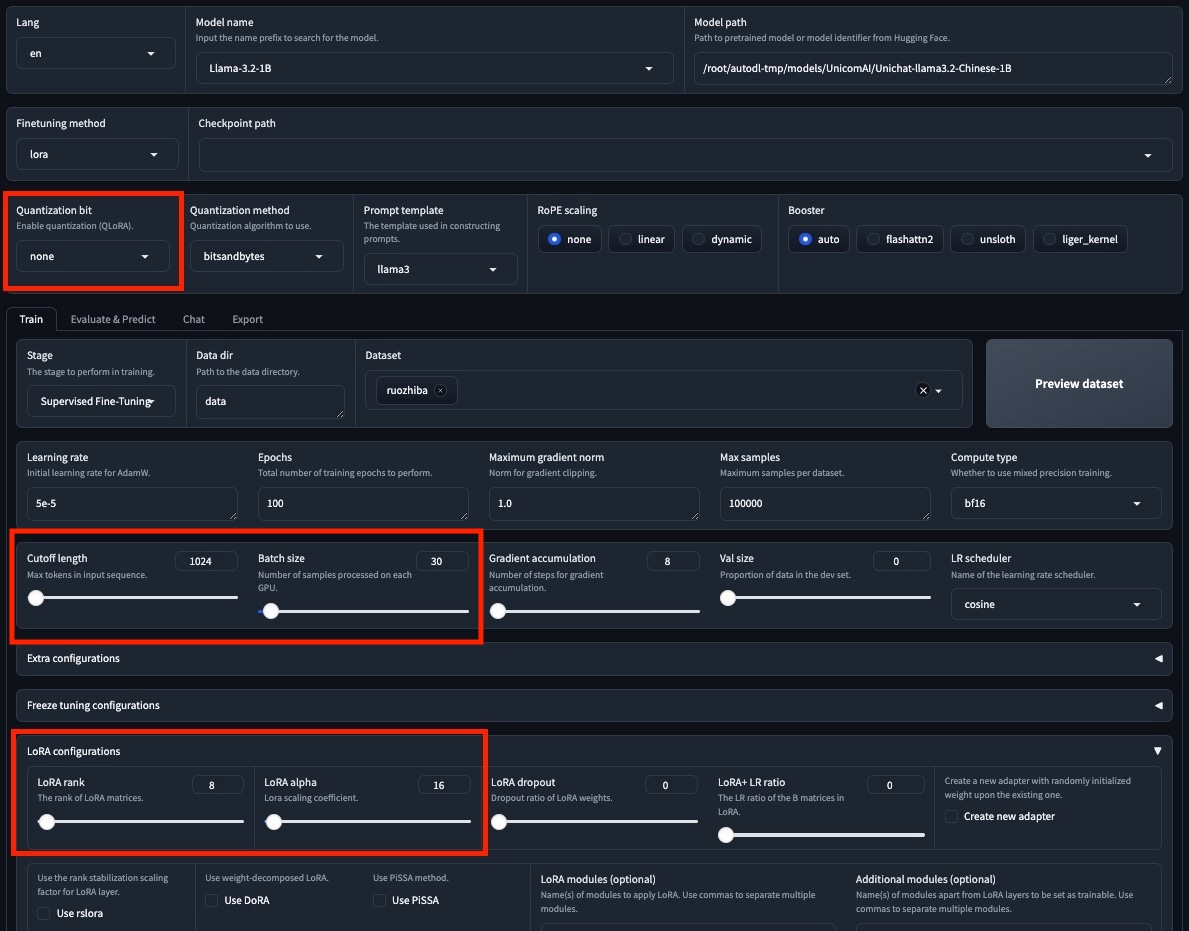 Lang
en
Model name
Input the name prefix to search for the model.
Llama-3.2-1B
Model path
Path to pretrained model or model identifier from Hugging Face.
/root/autodl-tmp/models/UnicomAI/Unichat-llama3.2-Chinese-1B
Finetuning method
lora
Checkpoint path
Quantization bit
Enable quantization (QLoRA).
none
Quantization method
Quantization algorithm to use.
bitsandbytes
Prompt template
The template used in constructing
prompts.
llama3
RoPE scaling
none
linear
dynamic
Booster
auto
flashattn2
unsloth
liger_kernel
Train
Evaluate & Predict
Chat
Export
Stage
The stage to perform in training.
Supervised Fine-Tuning
Data dir
Path to the data directory.
data
Dataset
ruozhiba
Preview dataset
Learning rate
Initial learning rate for AdamW.
5e-5
Epochs
Total number of training epochs to perform.
100
Maximum gradient norm
Norm for gradient clipping.
1.0
Max samples
Maximum samples per dataset.
100000
Compute type
Whether to use mixed precision training.
bf16
Cutoff length
1024
Max tokens in input sequence.
Batch size
30
Number of samples processed on each
GPU.
Gradient accumulation
8
Number of steps for gradient
accumulation.
Val size
0
Proportion of data in the dev set.
LR scheduler
Name of the learning rate scheduler.
cosine
Extra configurations
Freeze tuning configurations
LoRA configurations
LoRA rank
8
The rank of LoRA matrices.
LoRA alpha
16
Lora scaling coefficient.
LoRA dropout
0
Dropout ratio of LoRA weights.
LoRA+ LR ratio
0
The LR ratio of the B matrices in
LoRA.
Create a new adapter with randomly initialized
weight upon the existing one.
Create new adapter
Use the rank stabilization scaling
factor for LoRA layer.
Use rslora
Use weight-decomposed LoRA.
Use DoRA
Use PiSSA method.
Use PiSSA
LoRA modules (optional)
Name(s) of modules to apply LoRA. Use commas to separate multiple
modules.
Additional modules (optional)
Name(s) of modules apart from LoRA layers to be set as trainable. Use
commas to separate multiple modules.